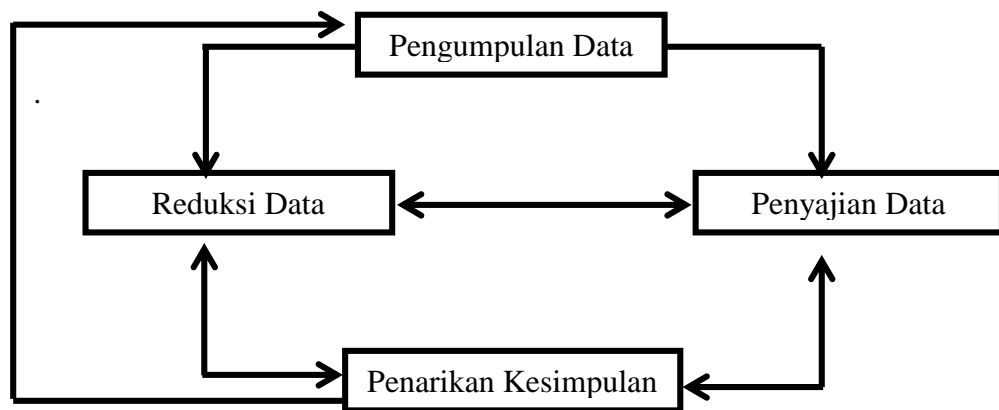 Pengumpulan Data
.
Reduksi Data
Penyajian Data
Penarikan Kesimpulan